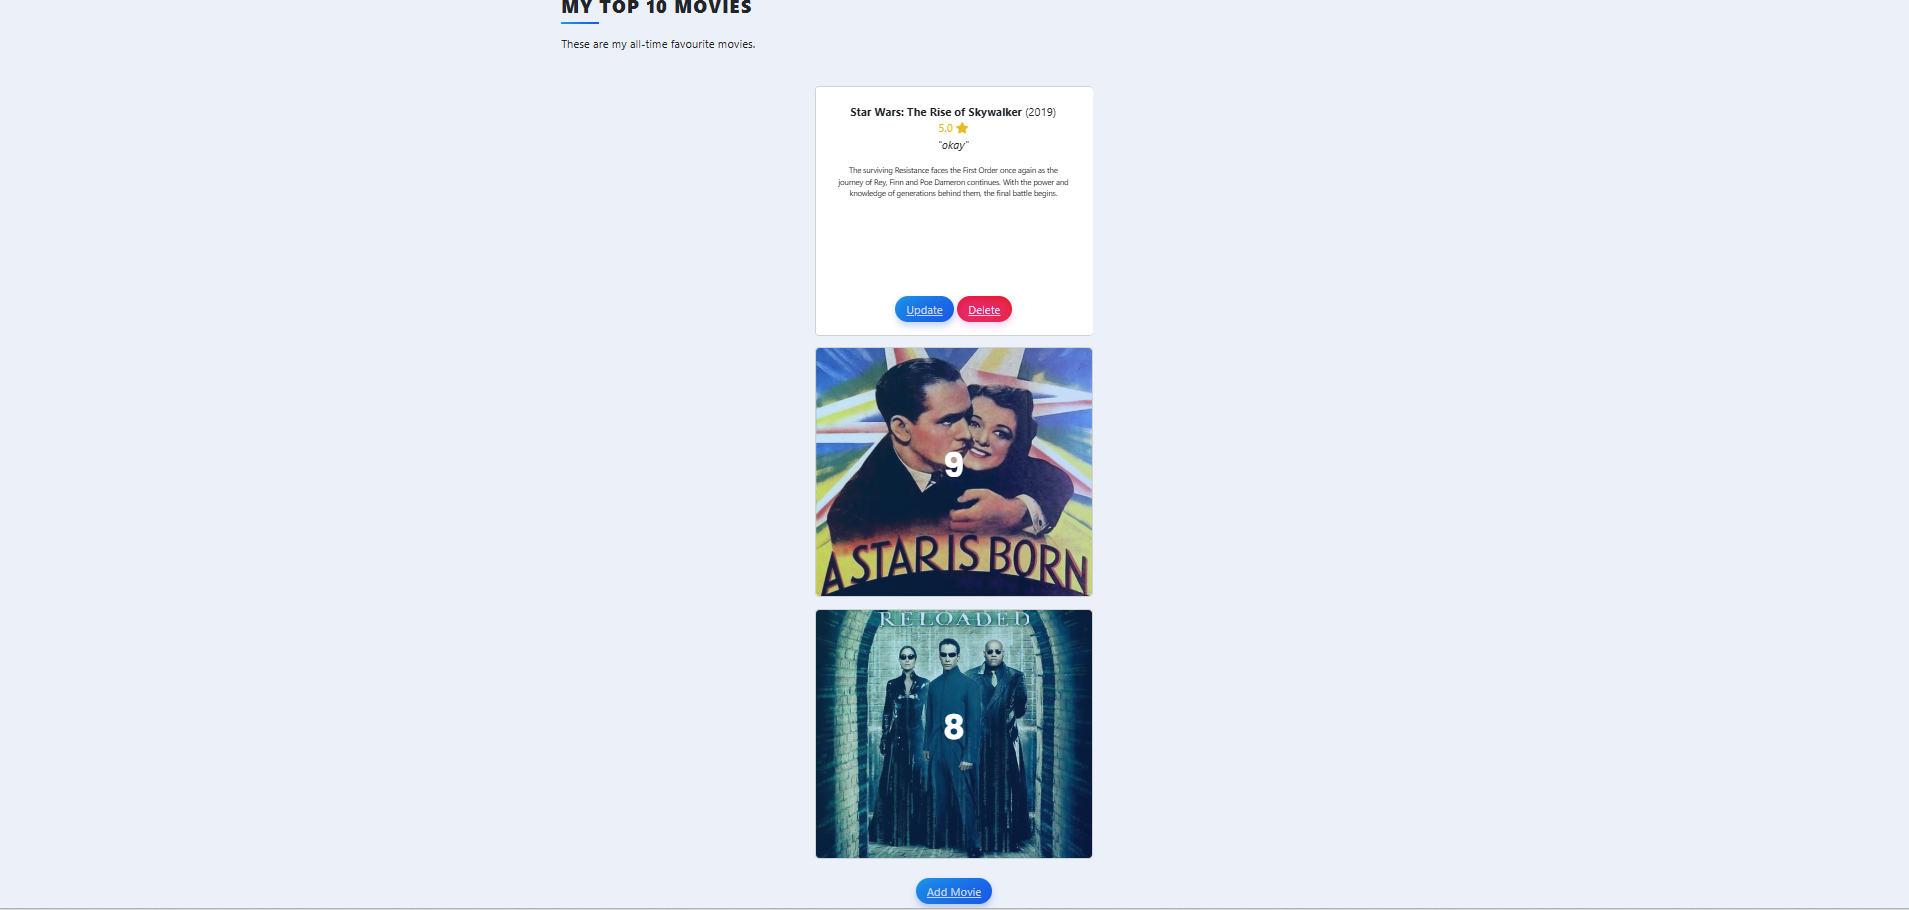 MY TOP 10 MOVIES
These are my all-time favourite movies.
Star Wars: The Rise of Skywalker (2019)
5.0
"okay"
The surviving Resistance faces the First Order once again as the
journey of Rey, Finn and Poe Dameron continues. With the power and
knowledge of generations behind them, the final battle begins.
Update Delete
9
A STAR IS BORN
RELOADED
8
Add Movie